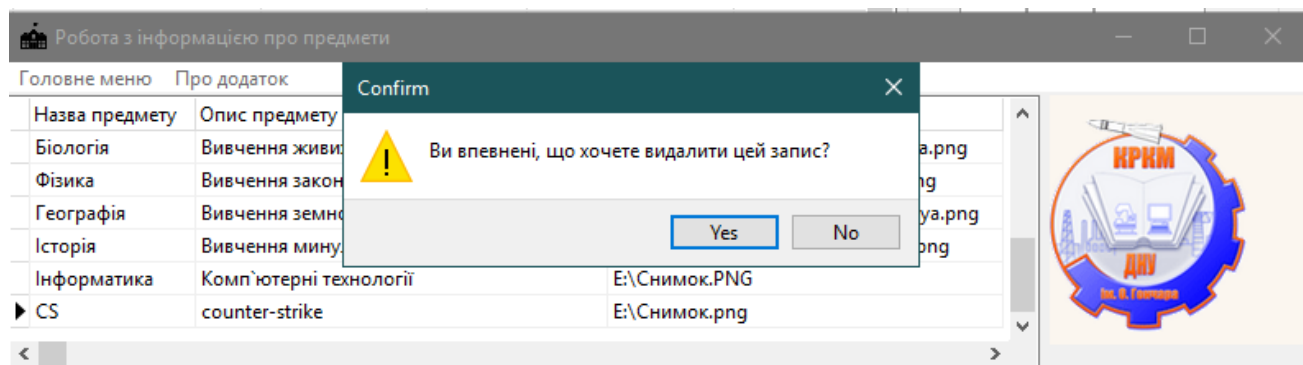 Робота з інформацією про предмети
Головне меню Про додаток
Confirm
Ви впевнені, що хочете видалити цей запис?
Yes No
Назва предмету Опис предмету
Біологія Вивчення живи a.png
Фізика Вивчення закон
Географія Вивчення земн ya.png
Історія Вивчення мину
Інформатика Комп`ютерні технології E:\Снимок.PNG
CS counter-strike E:\Снимок.png
КРКМ
ДНУ
ім. О. Гончара